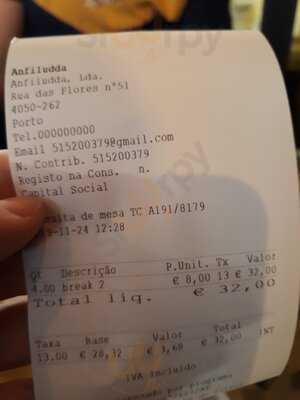 Anfiludda
Anfiludda, Lda.
Rua das Flores nº51
4050-262
Porto
Tel.000000000
Email 515200379@gmail.com
N. Contrib. 515200379
Registo na Cons. n.
Capital Social
de mesa TC A191/8179
-11-24 12:28
Qt Descrição P.Unit. Tx Valor
4.00 break 2 € 8,00 13 € 32,00
Total liq. € 32,00
Taxa Base Valor Total
13.00 € 28,32 € 3,68 € 32,00 INT
IVA incluido
por programa